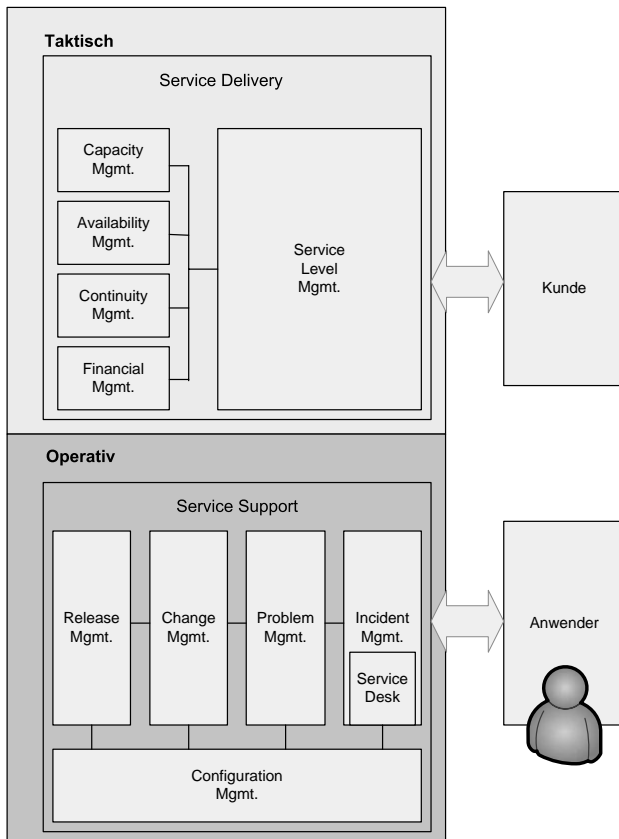 Taktisch
Service Delivery
Capacity
Mgmt.
Availability
Mgmt.
Continuity
Mgmt.
Financial
Mgmt.
Service
Level
Mgmt.
Kunde
Operativ
Service Support
Release
Mgmt.
Change
Mgmt.
Problem
Mgmt.
Incident
Mgmt.
Service
Desk
Configuration
Mgmt.
Anwender